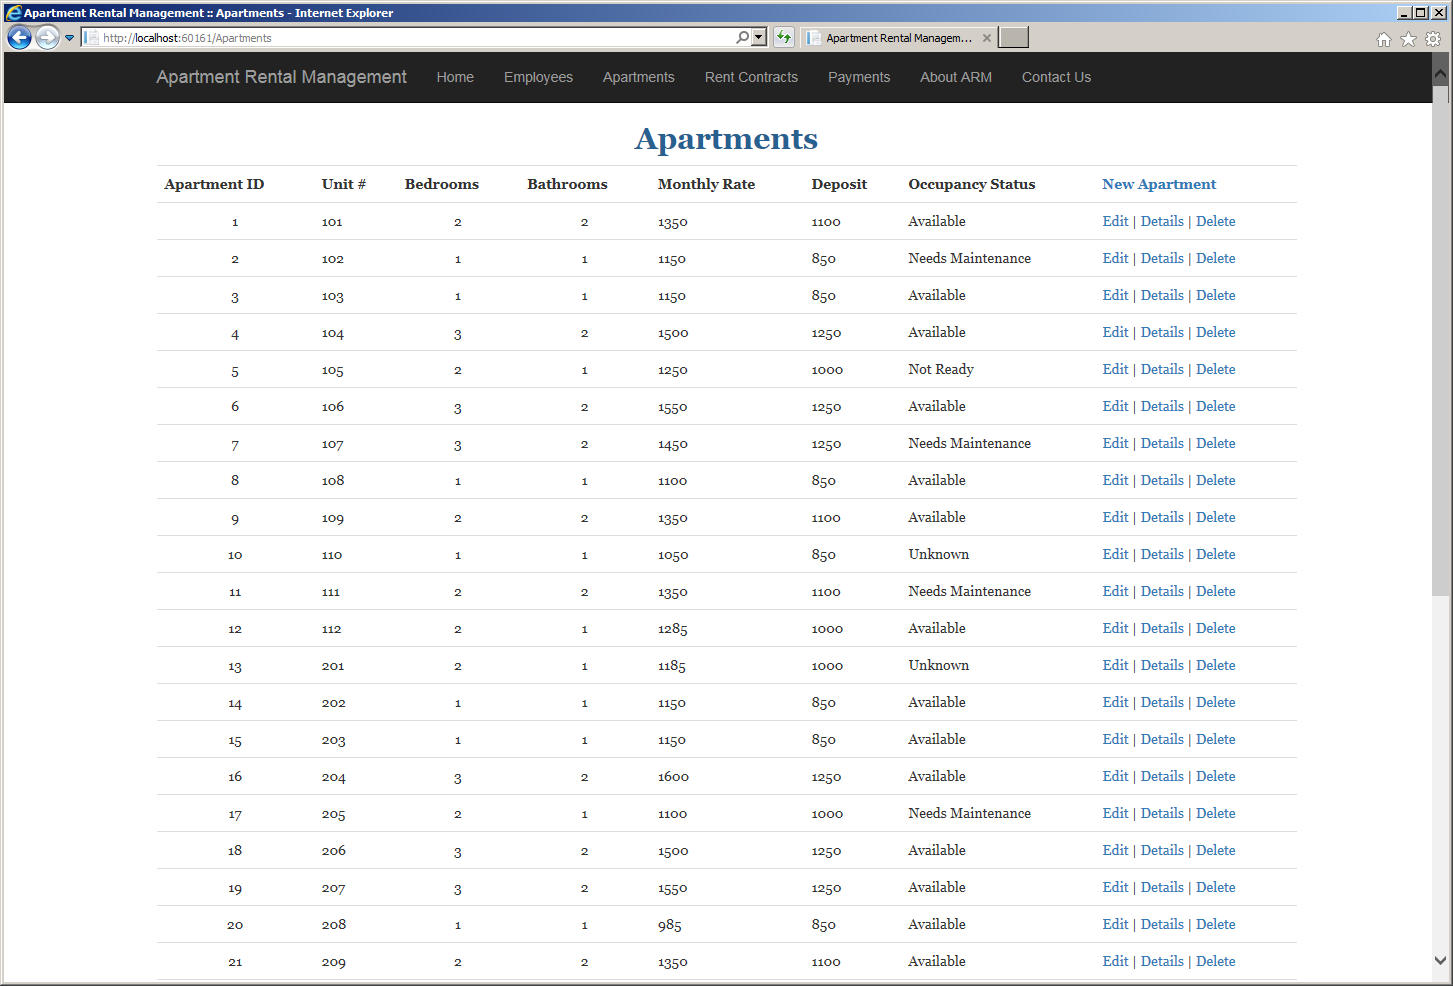 Apartment Rental Management :: Apartments - Internet Explorer
http://localhost:60161/Apartments Apartment Rental Managem...
Apartment Rental Management Home Employees Apartments Rent Contracts Payments About ARM Contact Us
Apartments
Apartment ID Unit # Bedrooms Bathrooms Monthly Rate Deposit Occupancy Status New Apartment
1 101 2 2 1350 1100 Available Edit | Details | Delete
2 102 1 1 1150 850 Needs Maintenance Edit | Details | Delete
3 103 1 1 1150 850 Available Edit | Details | Delete
4 104 3 2 1500 1250 Available Edit | Details | Delete
5 105 2 1 1250 1000 Not Ready Edit | Details | Delete
6 106 3 2 1550 1250 Available Edit | Details | Delete
7 107 3 2 1450 1250 Needs Maintenance Edit | Details | Delete
8 108 1 1 1100 850 Available Edit | Details | Delete
9 109 2 2 1350 1100 Available Edit | Details | Delete
10 110 1 1 1050 850 Unknown Edit | Details | Delete
11 111 2 2 1350 1100 Needs Maintenance Edit | Details | Delete
12 112 2 1 1285 1000 Available Edit | Details | Delete
13 201 2 1 1185 1000 Unknown Edit | Details | Delete
14 202 1 1 1150 850 Available Edit | Details | Delete
15 203 1 1 1150 850 Available Edit | Details | Delete
16 204 3 2 1600 1250 Available Edit | Details | Delete
17 205 2 1 1100 1000 Needs Maintenance Edit | Details | Delete
18 206 3 2 1500 1250 Available Edit | Details | Delete
19 207 3 2 1550 1250 Available Edit | Details | Delete
20 208 1 1 985 850 Available Edit | Details | Delete
21 209 2 2 1350 1100 Available Edit | Details | Delete